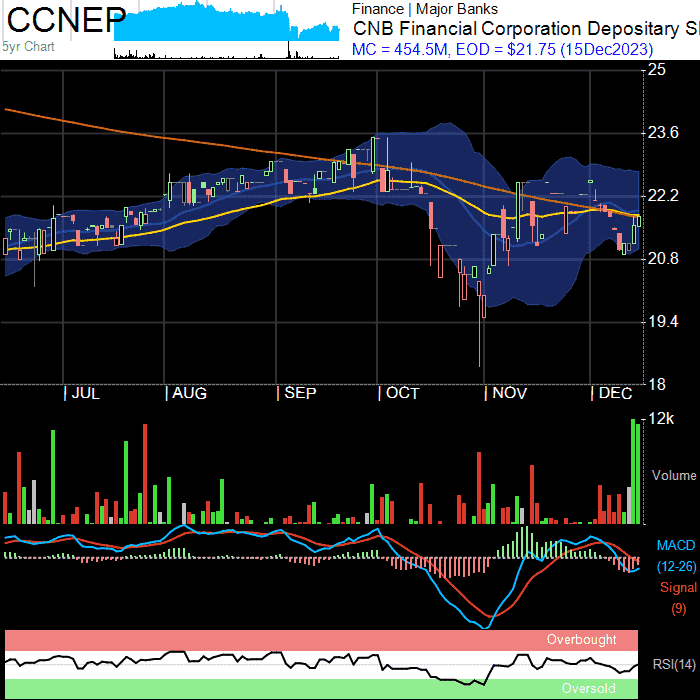 CCNEP
5yr Chart
Finance | Major Banks
CNB Financial Corporation Depositary S
MC = 454.5M, EOD = $21.75 (15Dec2023)
25
23.6
22.2
20.8
19.4
18
| JUL | AUG | SEP | OCT | NOV | DEC
12k
Volume
MACD
(12-26)
Signal
(9)
Overbought
RSI(14)
Oversold